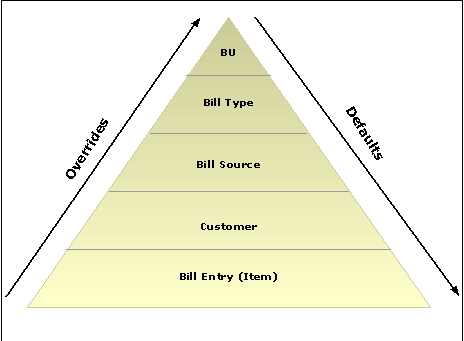 BU
Bill Type
Bill Source
Customer
Bill Entry (Item)
Overrides
Defaults